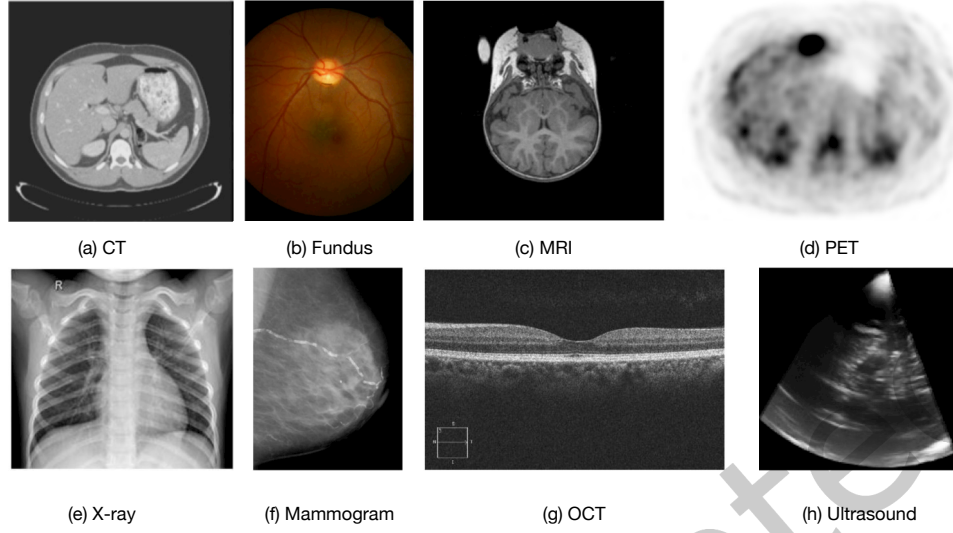 (a) CT
(b) Fundus
(c) MRI
(d) PET
R
(e) X-ray
(f) Mammogram
(g) OCT
(h) Ultrasound